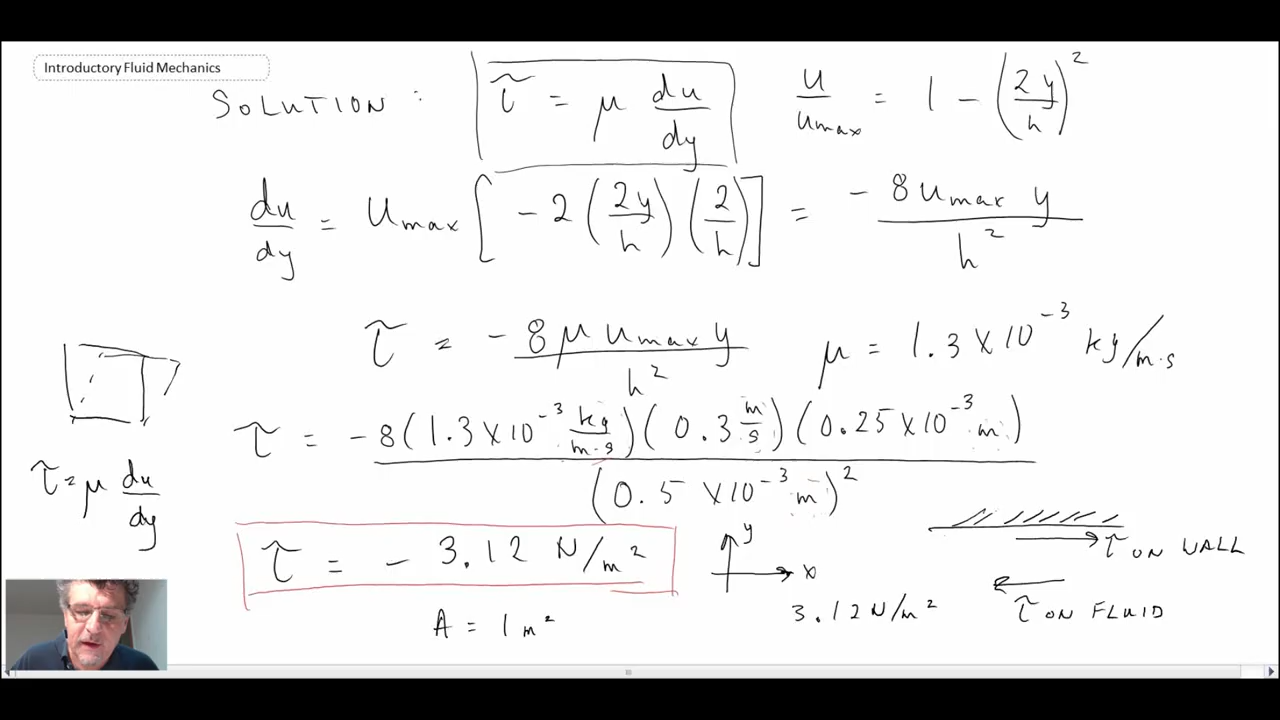 Introductory Fluid Mechanics
SOLUTION : τ = μ du/dy u/umax = 1 - (2y/h)²
du/dy = umax [ - 2 (2y/h) (2/h) ] = - 8 umax y / h²
τ = - 8 μ umax y / h² μ = 1.3 X 10⁻³ kg/m·s
τ = - 8 (1.3 X 10⁻³ kg/m·s) (0.3 m/s) (0.25 X 10⁻³ m) / (0.5 X 10⁻³ m)²
τ = μ du/dy
τ = - 3.12 N/m²
y
x
τ ON WALL
3.12 N/m² τ ON FLUID
A = 1 m²